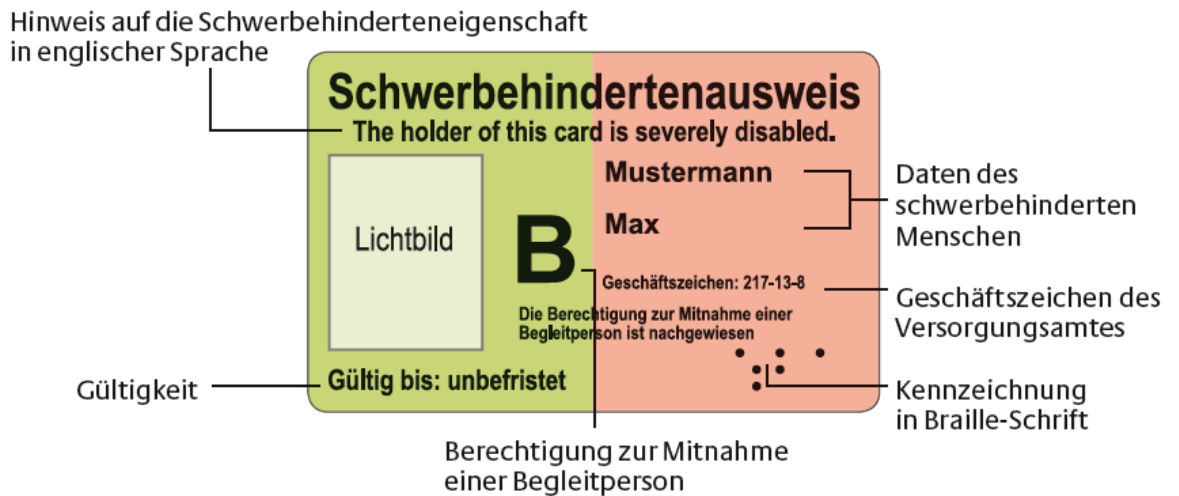 Hinweis auf die Schwerbehinderteneigenschaft
in englischer Sprache
Schwerbehindertenausweis
The holder of this card is severely disabled.
Mustermann
Max
Daten des
schwerbehinderten
Menschen
Lichtbild
B
Geschäftszeichen: 217-13-8
Geschäftszeichen des
Versorgungsamtes
Die Berechtigung zur Mitnahme einer
Begleitperson ist nachgewiesen
Gültigkeit
Gültig bis: unbefristet
Kennzeichnung
in Braille-Schrift
Berechtigung zur Mitnahme
einer Begleitperson